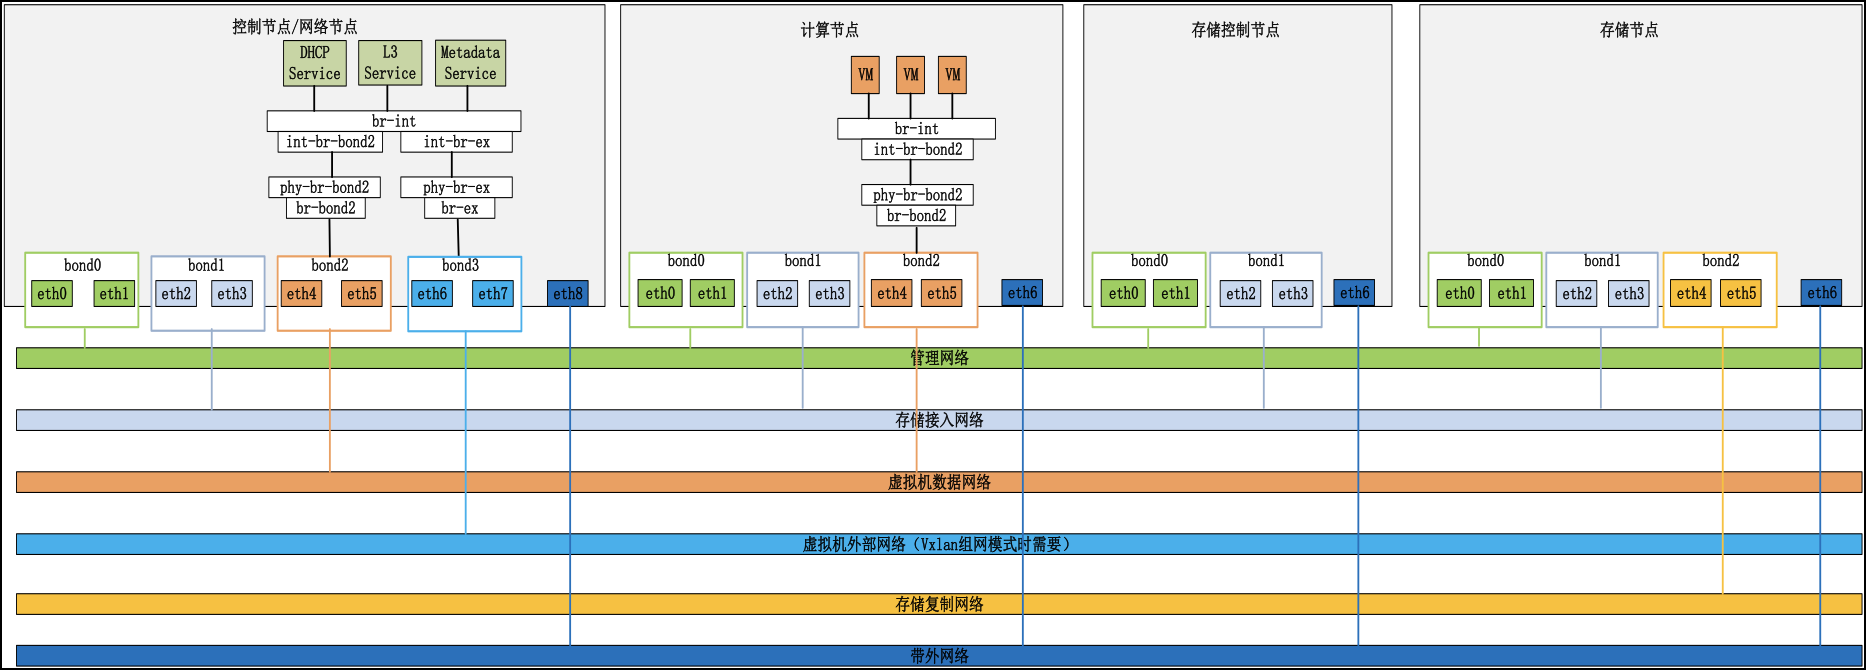 控制节点/网络节点
DHCP
Service
L3
Service
Metadata
Service
br-int
int-br-bond2
int-br-ex
phy-br-bond2
phy-br-ex
br-bond2
br-ex
bond0
eth0
eth1
bond1
eth2
eth3
bond2
eth4
eth5
bond3
eth6
eth7
eth8
计算节点
VM
VM
VM
br-int
int-br-bond2
phy-br-bond2
br-bond2
bond0
eth0
eth1
bond1
eth2
eth3
bond2
eth4
eth5
eth6
存储控制节点
bond0
eth0
eth1
bond1
eth2
eth3
eth6
存储节点
bond0
eth0
eth1
bond1
eth2
eth3
bond2
eth4
eth5
eth6
管理网络
存储接入网络
虚拟机数据网络
虚拟机外部网络（Vxlan组网模式时需要）
存储复制网络
带外网络